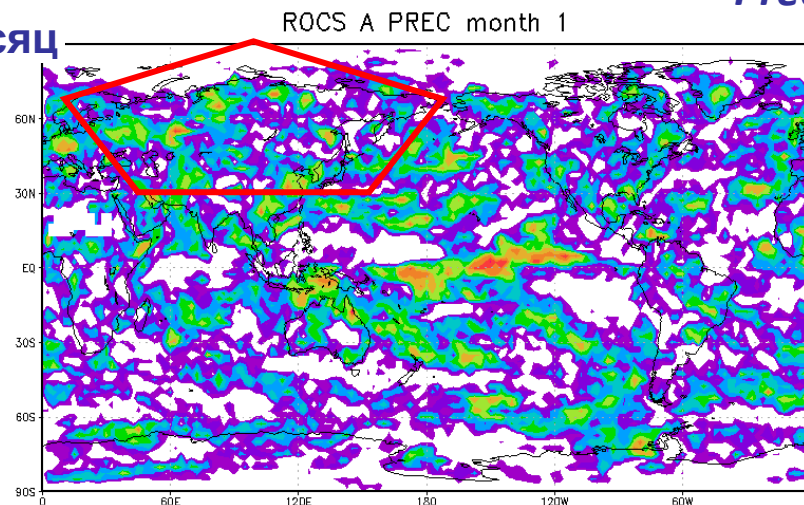 ROCS A PREC month 1
сяц
60N
30N
EQ
30S
60S
90S
0 60E 120E 180 120W 60W